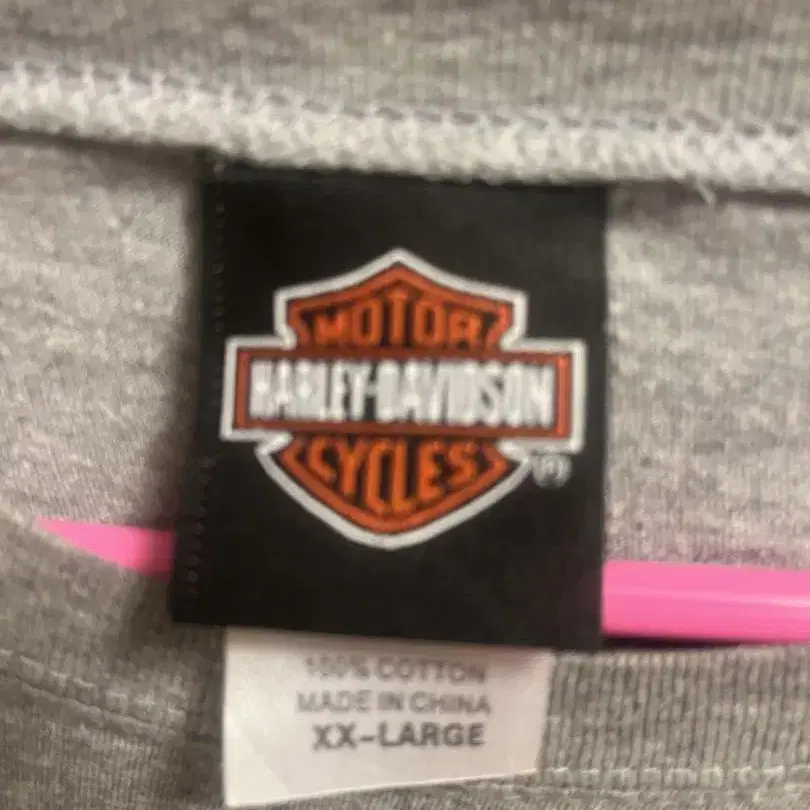 MOTOR
HARLEY-DAVIDSON
CYCLES
®
100% COTTON
MADE IN CHINA
XX-LARGE